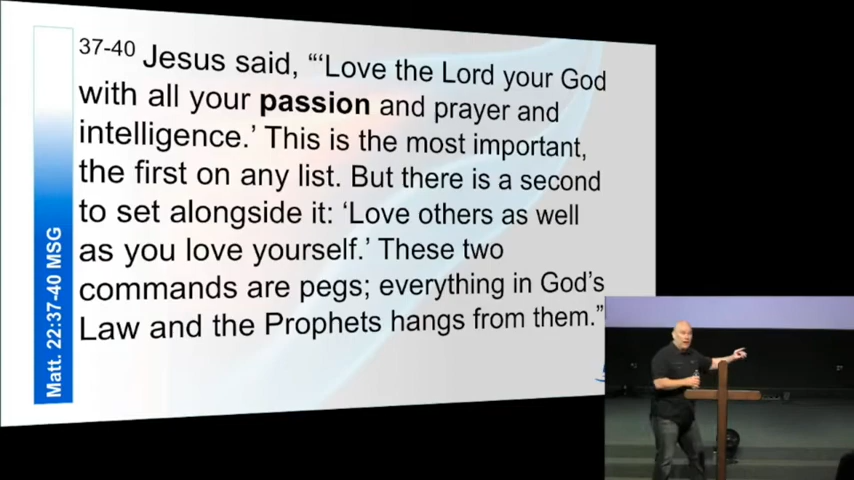 37-40 Jesus said, “‘Love the Lord your God
with all your passion and prayer and
intelligence.’ This is the most important,
the first on any list. But there is a second
to set alongside it: ‘Love others as well
as you love yourself.’ These two
commands are pegs; everything in God’s
Law and the Prophets hangs from them.”
Matt. 22:37-40 MSG